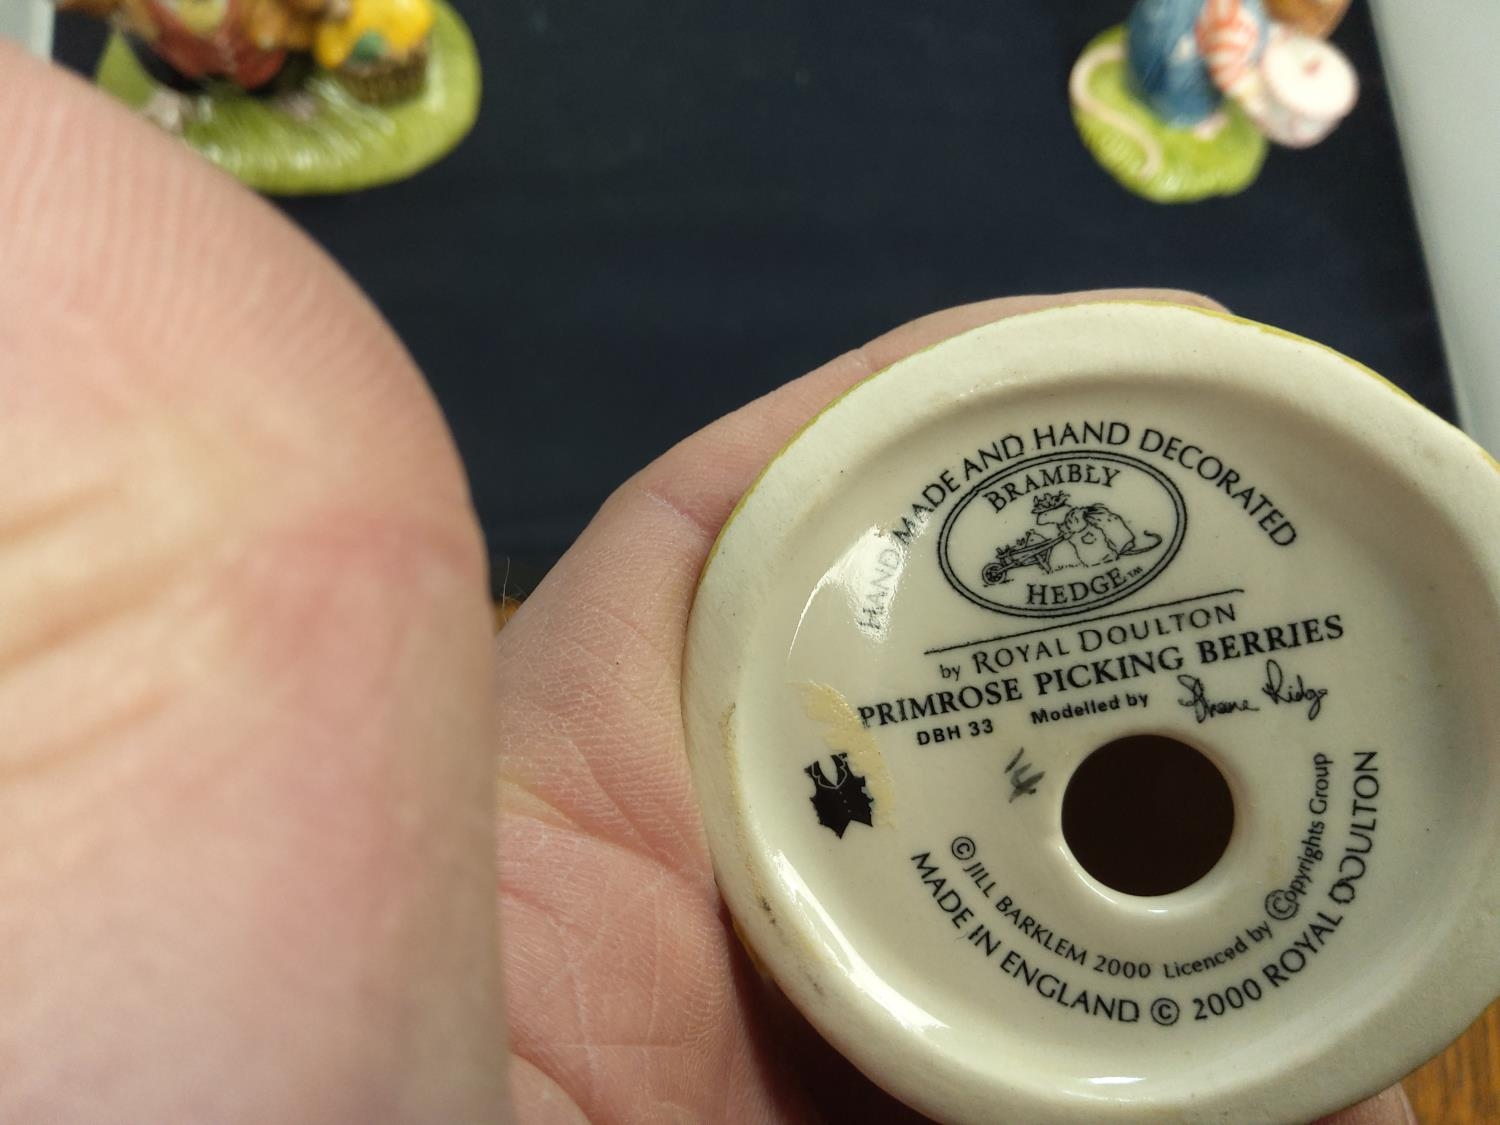 HAND MADE AND HAND DECORATED
BRAMBLY
HEDGE™
by ROYAL DOULTON
PRIMROSE PICKING BERRIES
DBH 33 Modelled by Shane Ridge
© JILL BARKLEM 2000 Licenced by Copyrights Group
MADE IN ENGLAND © 2000 ROYAL DOULTON